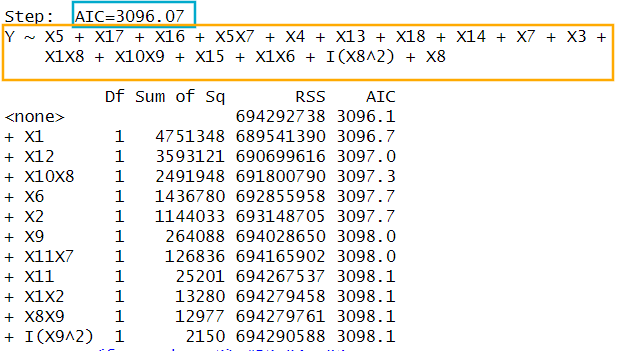 Step:  AIC=3096.07
Y ~ X5 + X17 + X16 + X5X7 + X4 + X13 + X18 + X14 + X7 + X3 +
X1X8 + X10X9 + X15 + X1X6 + I(X8^2) + X8
Df Sum of Sq RSS AIC
<none> 694292738 3096.1
+ X1 1 4751348 689541390 3096.7
+ X12 1 3593121 690699616 3097.0
+ X10X8 1 2491948 691800790 3097.3
+ X6 1 1436780 692855958 3097.7
+ X2 1 1144033 693148705 3097.7
+ X9 1 264088 694028650 3098.0
+ X11X7 1 126836 694165902 3098.0
+ X11 1 25201 694267537 3098.1
+ X1X2 1 13280 694279458 3098.1
+ X8X9 1 12977 694279761 3098.1
+ I(X9^2) 1 2150 694290588 3098.1